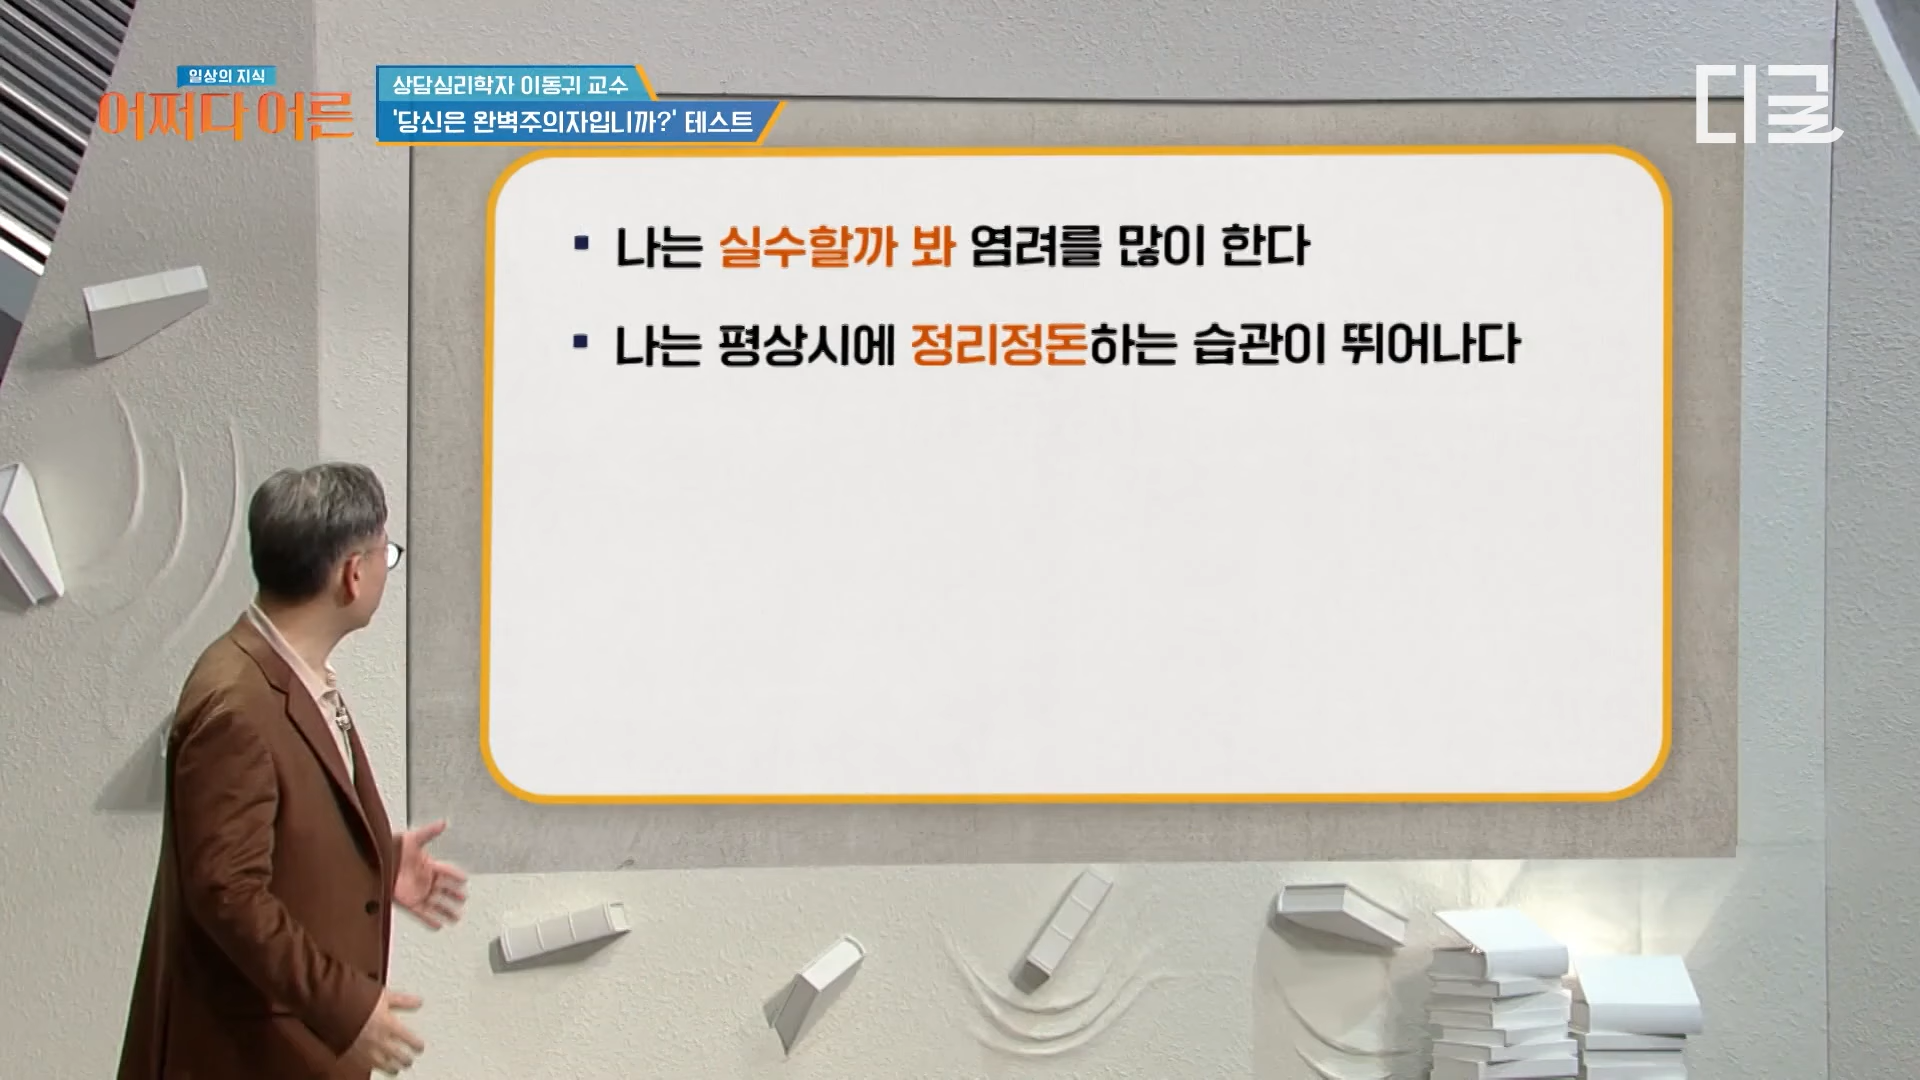 일상의 지식
어쩌다 어른
상담심리학자 이동귀 교수
'당신은 완벽주의자입니까?' 테스트
디글
▪ 나는 실수할까 봐 염려를 많이 한다
▪ 나는 평상시에 정리정돈하는 습관이 뛰어나다